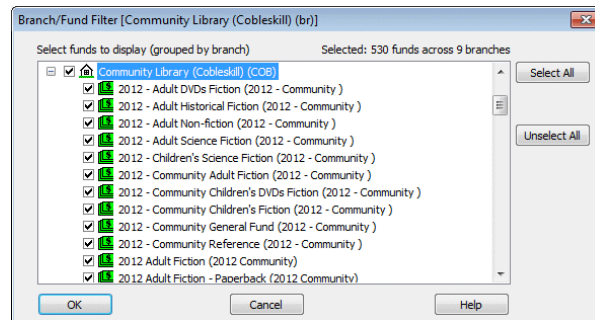 Branch/Fund Filter [Community Library (Cobleskill) (br)]
Select funds to display (grouped by branch) Selected: 530 funds across 9 branches
Community Library (Cobleskill) (COB)
2012 - Adult DVDs Fiction (2012 - Community )
2012 - Adult Historical Fiction (2012 - Community )
2012 - Adult Non-fiction (2012 - Community )
2012 - Adult Science Fiction (2012 - Community )
2012 - Children's Science Fiction (2012 - Community )
2012 - Community Adult Fiction (2012 - Community )
2012 - Community Children's DVDs Fiction (2012 - Community )
2012 - Community Children's Fiction (2012 - Community )
2012 - Community General Fund (2012 - Community )
2012 - Community Reference (2012 - Community )
2012 Adult Fiction (2012 Community)
2012 Adult Fiction - Paperback (2012 Community)
Select All
Unselect All
OK Cancel Help